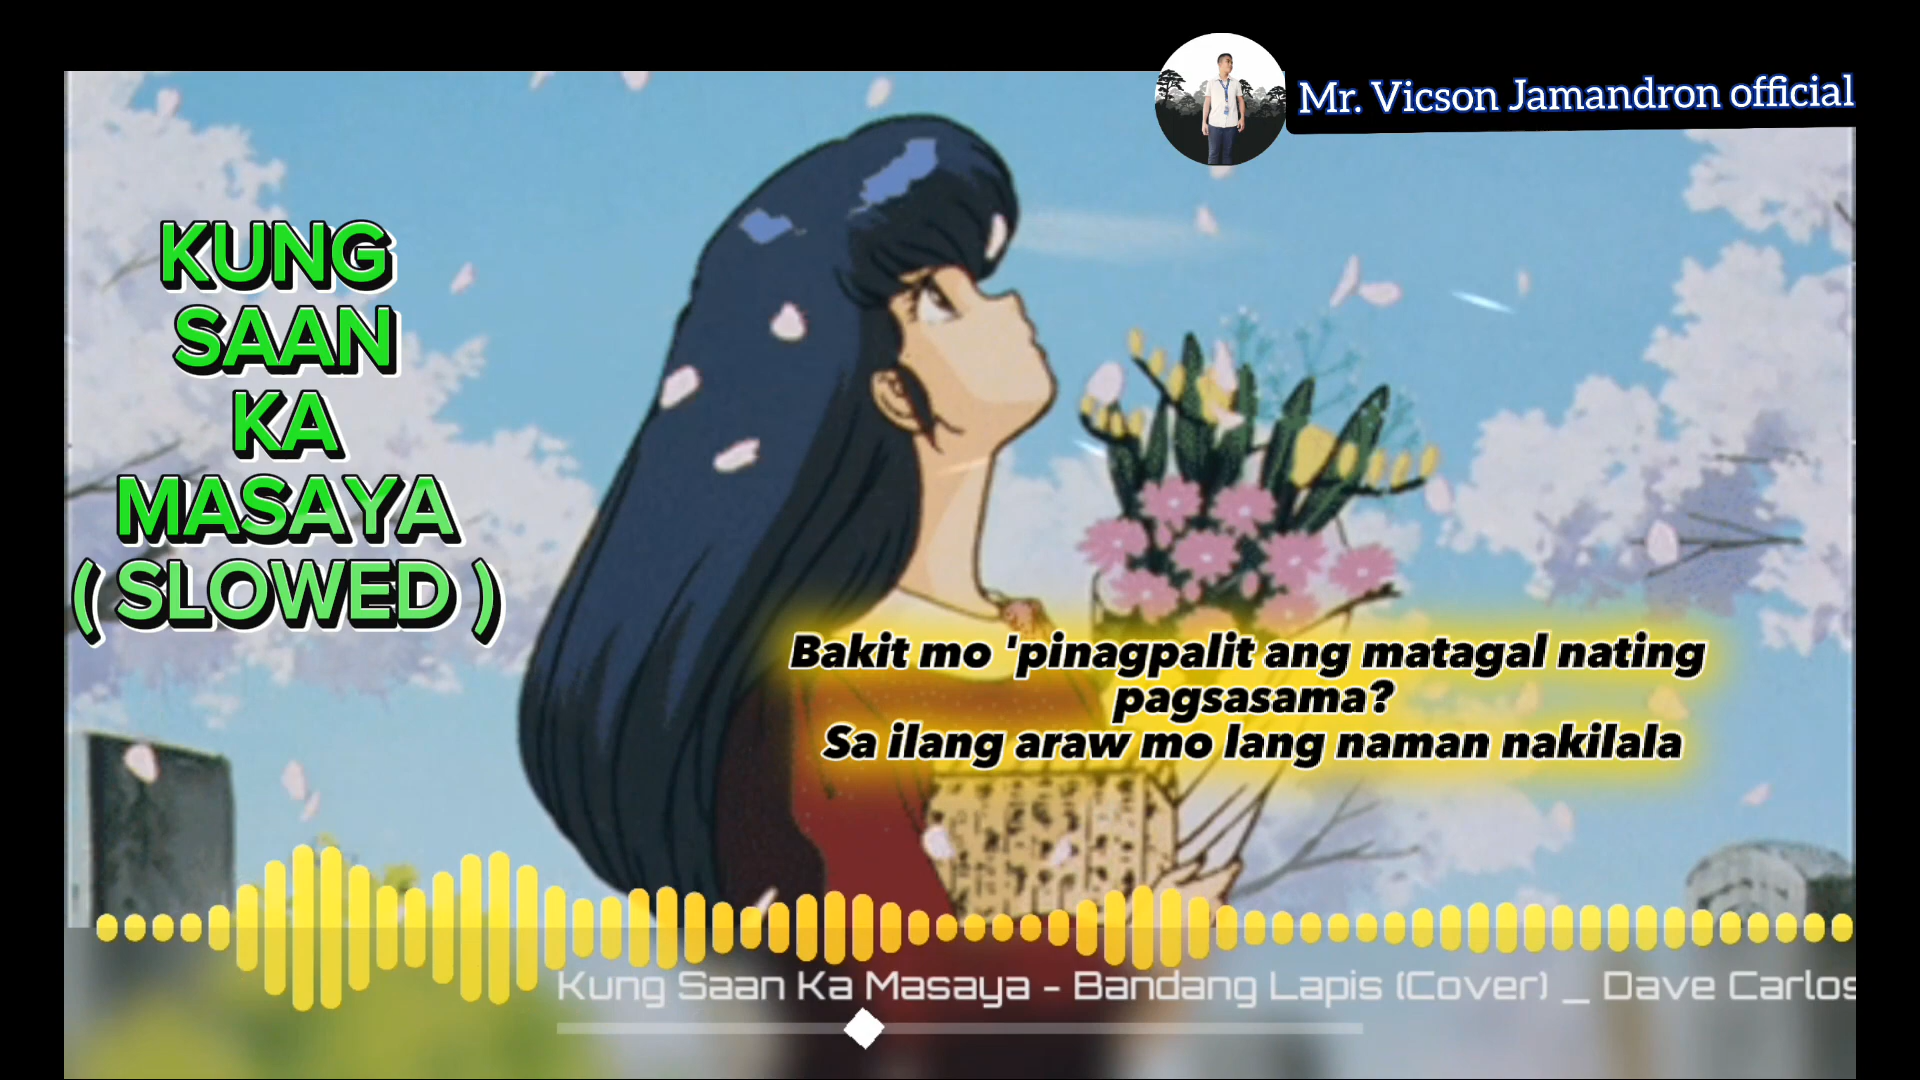 Mr. Vicson Jamandron official
KUNG
SAAN
KA
MASAYA
( SLOWED )
Bakit mo 'pinagpalit ang matagal nating
pagsasama?
Sa ilang araw mo lang naman nakilala
Kung Saan Ka Masaya - Bandang Lapis (Cover) _ Dave Carlos